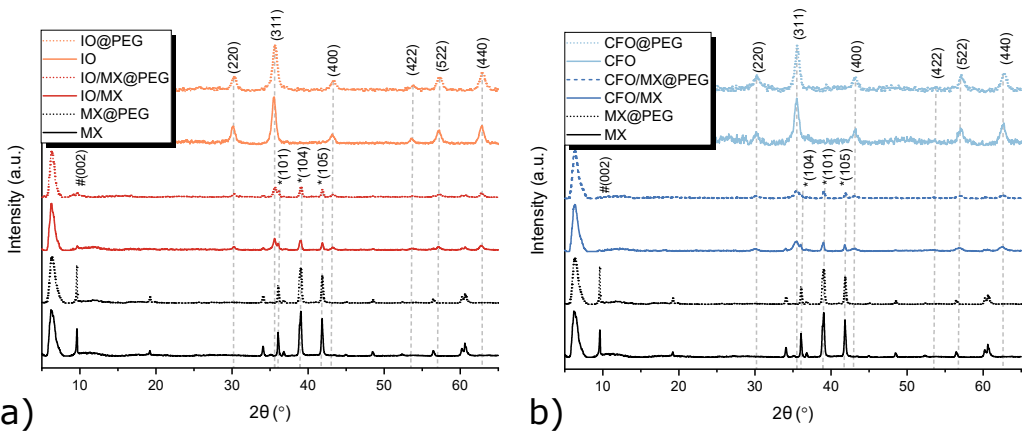 IO@PEG
IO
IO/MX@PEG
IO/MX
MX@PEG
MX
(220)
(311)
(400)
(422)
(522)
(440)
#(002)
*(101)
*(104)
*(105)
Intensity (a.u.)
10
20
30
40
50
60
2θ (°)
a)
CFO@PEG
CFO
CFO/MX@PEG
CFO/MX
MX@PEG
MX
(220)
(311)
(400)
(422)
(522)
(440)
#(002)
*(104)
*(101)
*(105)
Intensity (a.u.)
10
20
30
40
50
60
2θ (°)
b)